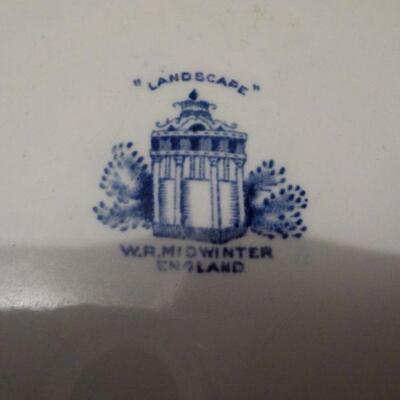 "LANDSCAPE"
W.R. MIDWINTER
ENGLAND